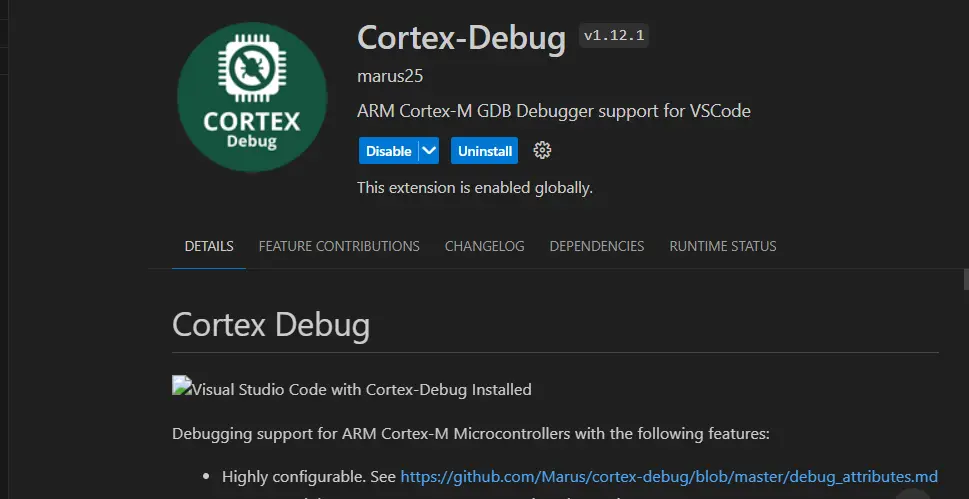 Cortex-Debug v1.12.1
marus25
CORTEX
Debug
ARM Cortex-M GDB Debugger support for VSCode
Disable Uninstall
This extension is enabled globally.
DETAILS FEATURE CONTRIBUTIONS CHANGELOG DEPENDENCIES RUNTIME STATUS
Cortex Debug
Visual Studio Code with Cortex-Debug Installed
Debugging support for ARM Cortex-M Microcontrollers with the following features:
• Highly configurable. See https://github.com/Marus/cortex-debug/blob/master/debug_attributes.md